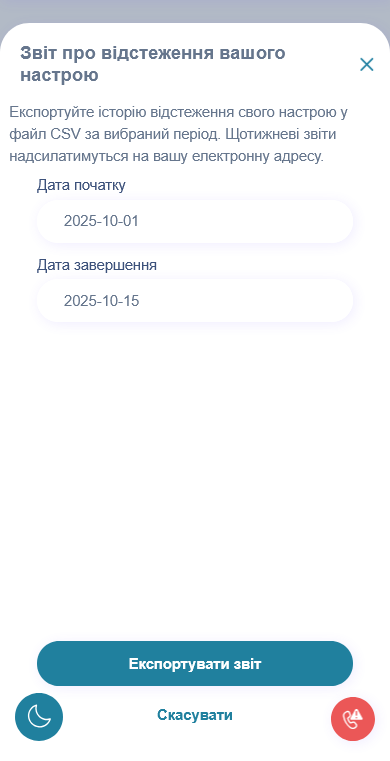 Звіт про відстеження вашого
настрою
Експортуйте історію відстеження свого настрою у
файл CSV за вибраний період. Щотижневі звіти
надсилатимуться на вашу електронну адресу.
Дата початку
2025-10-01
Дата завершення
2025-10-15
Експортувати звіт
Скасувати